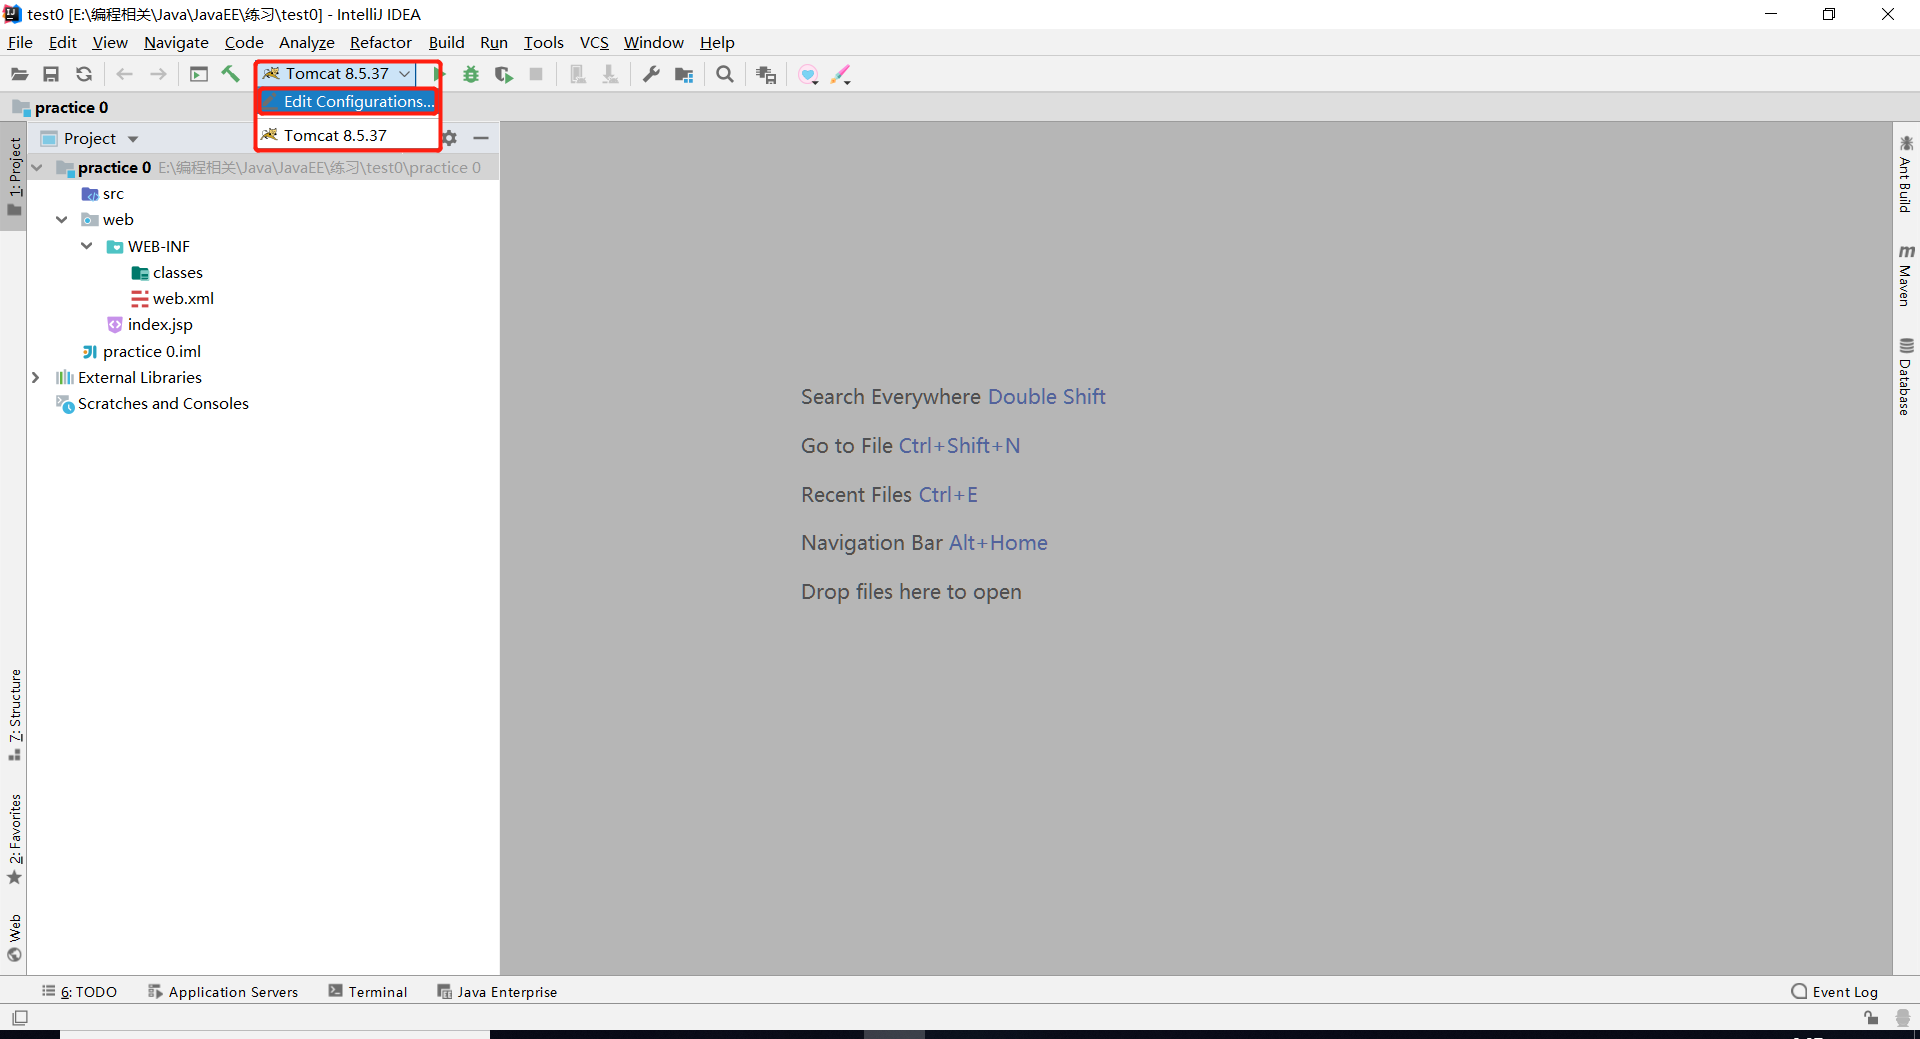 test0 [E:\编程相关\Java\JavaEE\练习\test0] - IntelliJ IDEA
File Edit View Navigate Code Analyze Refactor Build Run Tools VCS Window Help
Tomcat 8.5.37
Edit Configurations...
Tomcat 8.5.37
practice 0
Project
practice 0 E:\编程相关\Java\JavaEE\练习\test0\practice 0
src
web
WEB-INF
classes
web.xml
index.jsp
practice 0.iml
External Libraries
Scratches and Consoles
1: Project
7: Structure
2: Favorites
Web
Search Everywhere Double Shift
Go to File Ctrl+Shift+N
Recent Files Ctrl+E
Navigation Bar Alt+Home
Drop files here to open
Ant Build
Maven
Database
6: TODO Application Servers Terminal Java Enterprise Event Log